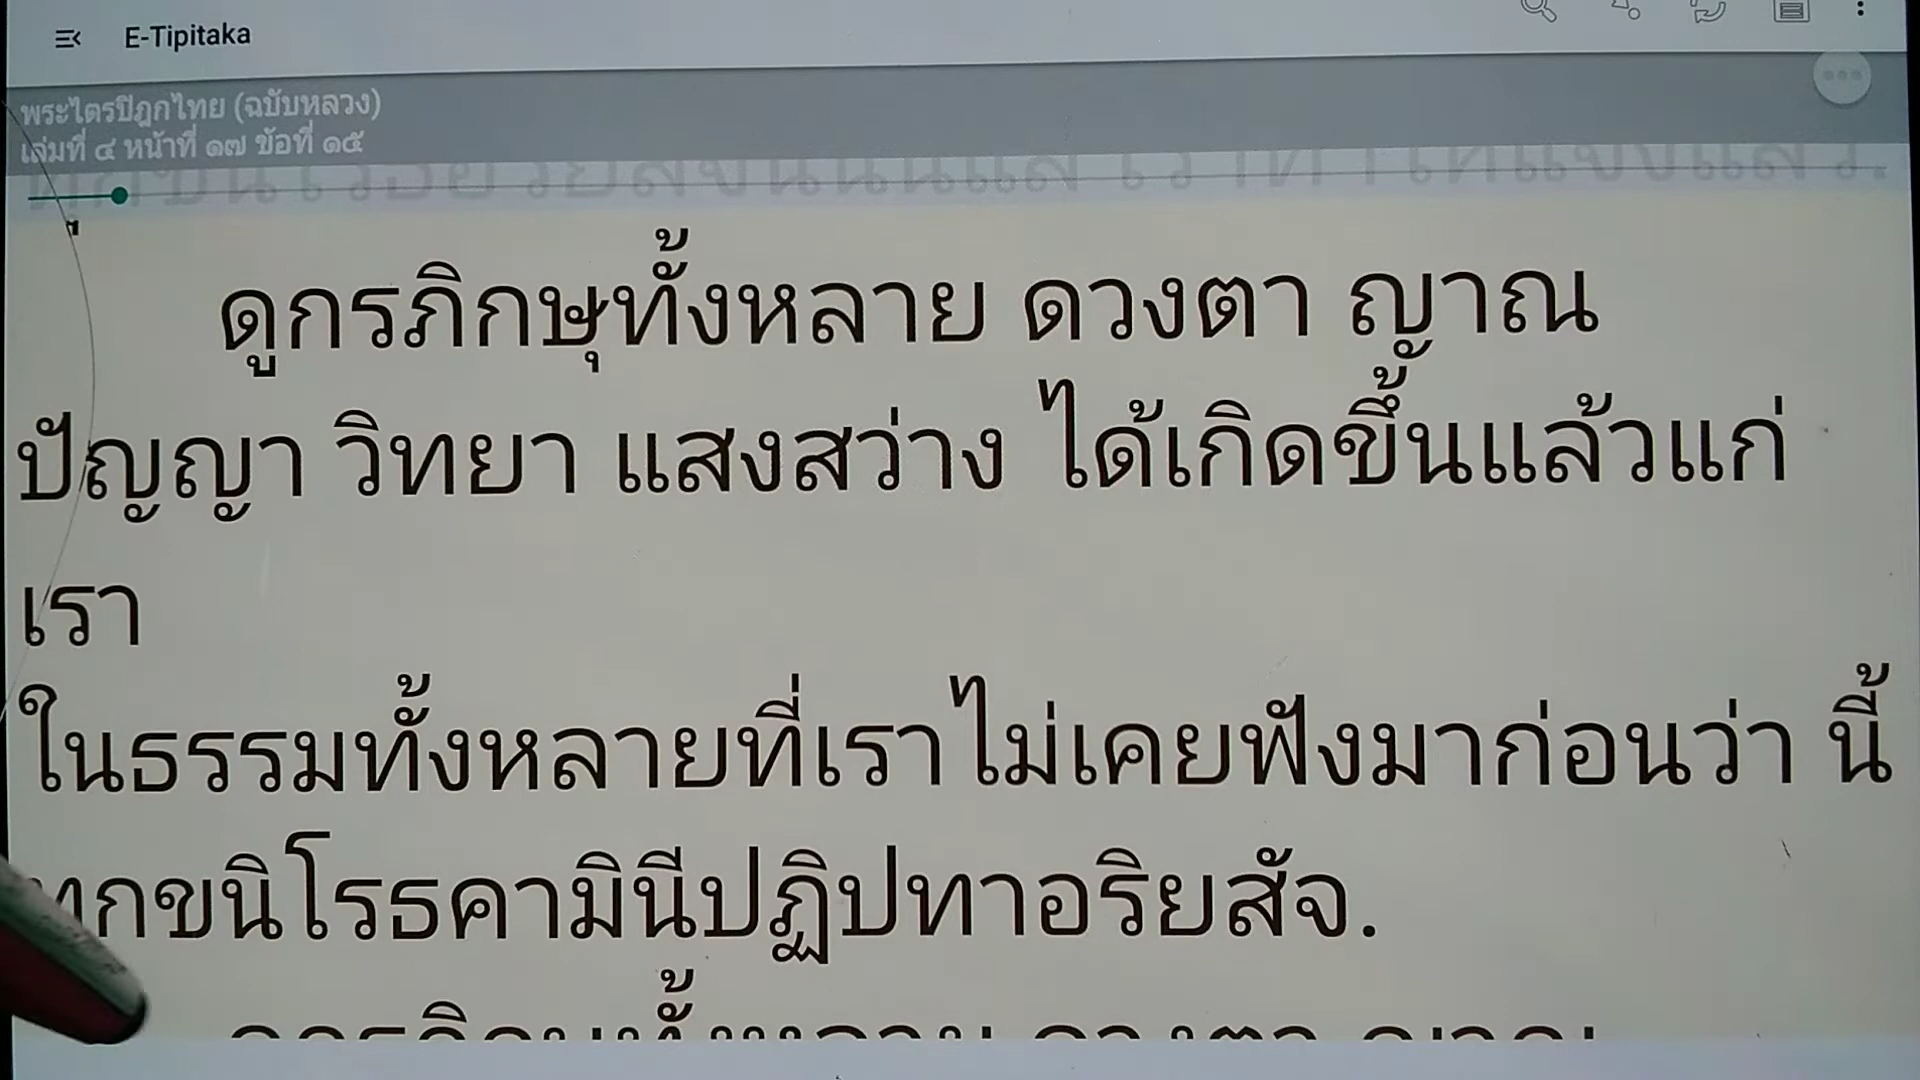 E-Tipitaka
พระไตรปิฎกไทย (ฉบับหลวง)
เล่มที่ ๔ หน้าที่ ๑๗ ข้อที่ ๑๕
ฯ
ดูกรภิกษุทั้งหลาย ดวงตา ญาณ
ปัญญา วิทยา แสงสว่าง ได้เกิดขึ้นแล้วแก่
เรา
ในธรรมทั้งหลายที่เราไม่เคยฟังมาก่อนว่า นี้
ทุกขนิโรธคามินีปฏิปทาอริยสัจ.